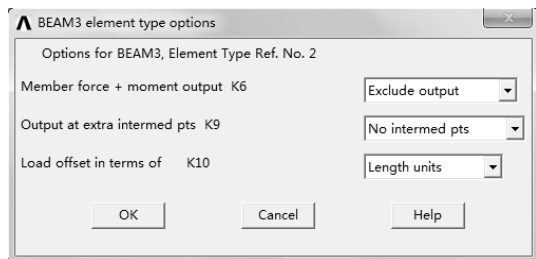 BEAM3 element type options
Options for BEAM3, Element Type Ref. No. 2
Member force + moment output K6 Exclude output
Output at extra intermed pts K9 No intermed pts
Load offset in terms of K10 Length units
OK Cancel Help